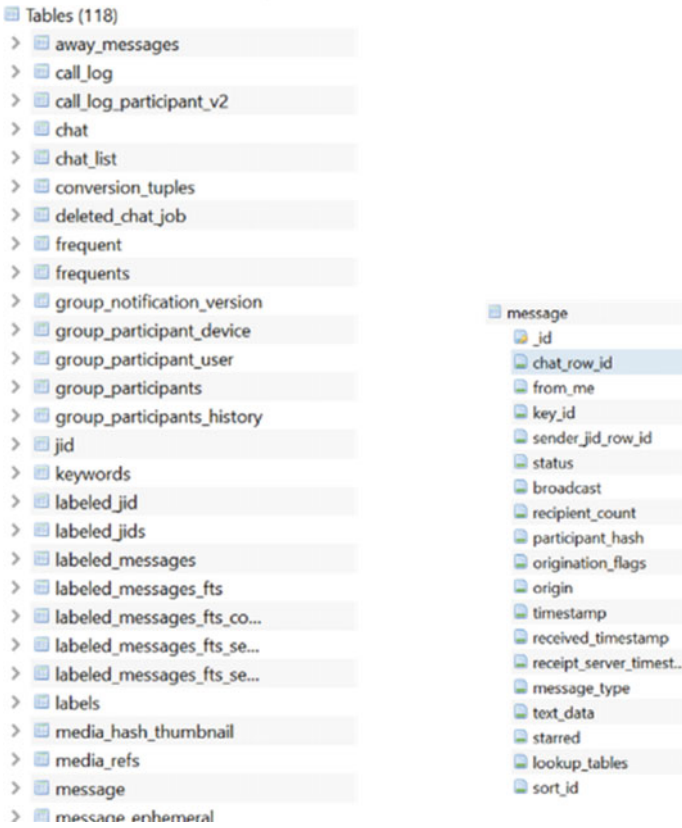 Tables (118)
away_messages
call_log
call_log_participant_v2
chat
chat_list
conversion_tuples
deleted_chat_job
frequent
frequents
group_notification_version
group_participant_device
group_participant_user
group_participants
group_participants_history
jid
keywords
labeled_jid
labeled_jids
labeled_messages
labeled_messages_fts
labeled_messages_fts_co...
labeled_messages_fts_se...
labeled_messages_fts_se...
labels
media_hash_thumbnail
media_refs
message
message_ephemeral
message
_id
chat_row_id
from_me
key_id
sender_jid_row_id
status
broadcast
recipient_count
participant_hash
origination_flags
origin
timestamp
received_timestamp
receipt_server_timest...
message_type
text_data
starred
lookup_tables
sort_id